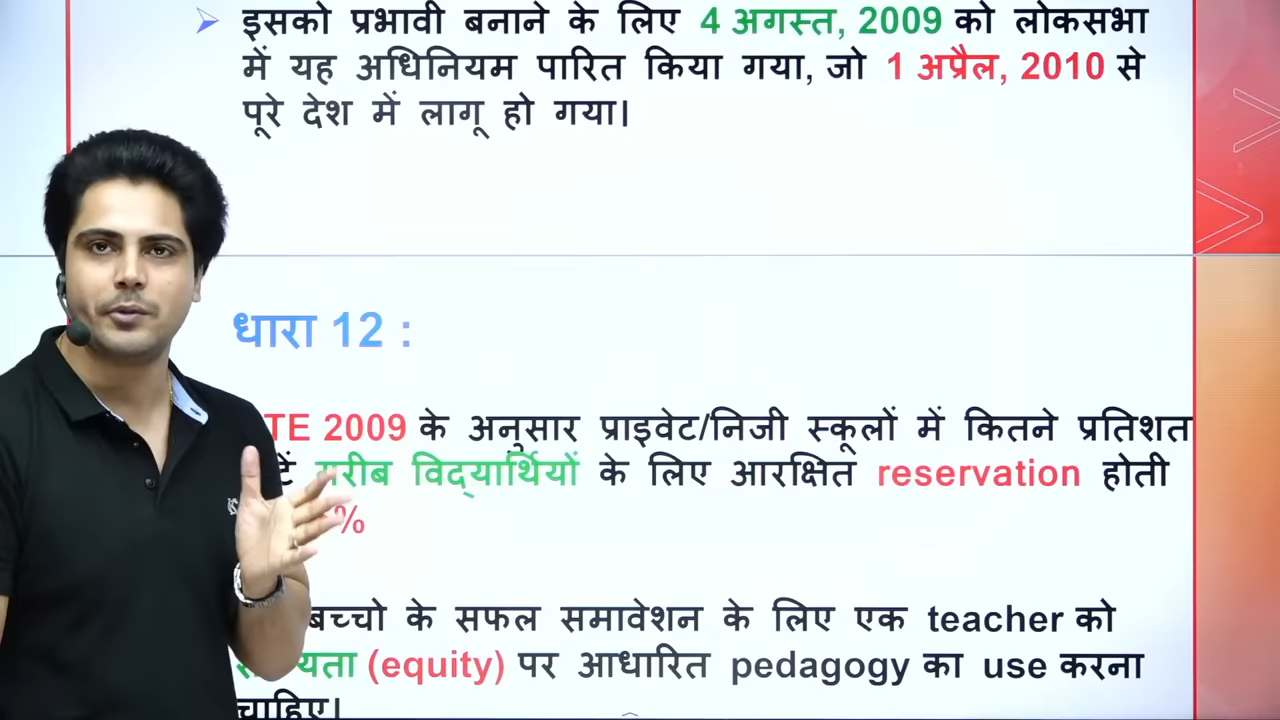 इसको प्रभावी बनाने के लिए 4 अगस्त, 2009 को लोकसभा
में यह अधिनियम पारित किया गया, जो 1 अप्रैल, 2010 से
पूरे देश में लागू हो गया।
धारा 12 :
TE 2009 के अनुसार प्राइवेट/निजी स्कूलों में कितने प्रतिशत
विद्यार्थियों के लिए आरक्षित reservation होती
%
बच्चो के सफल समावेशन के लिए एक teacher को
(equity) पर आधारित pedagogy का use करना
चाहिए।